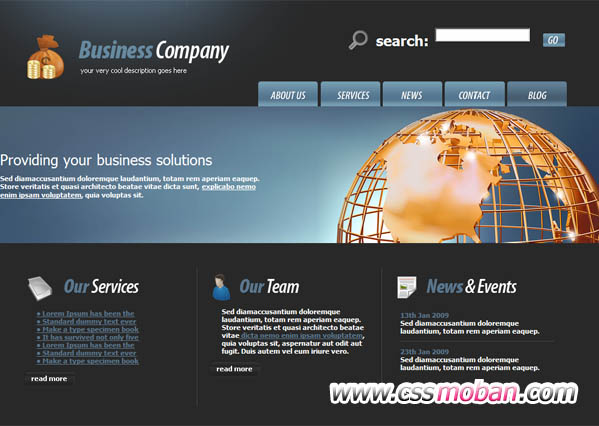 Business Company
your very cool description goes here
search:
GO
ABOUT US
SERVICES
NEWS
CONTACT
BLOG
Providing your business solutions
Sed diamaccusantium doloremque laudantium, totam rem aperiam eaquep.
Store veritatis et quasi architecto beatae vitae dicta sunt, explicabo nemo
enim ipsam voluptatem, quia voluptas sit.
Our Services
• Lorem Ipsum has been the
• Standard dummy text ever
• Make a type specimen book
• It has survived not only five
• Lorem Ipsum has been the
• Standard dummy text ever
• Make a type specimen book
read more
Our Team
Sed diamaccusantium doloremque
laudantium, totam rem aperiam eaquep.
Store veritatis et quasi architecto beatae
vitae dicta nemo enim ipsam voluptatem,
quia voluptas sit, aspernatur aut odit aut
fugit. Duis autem vel eum iriure vero.
read more
News & Events
13th Jan 2009
Sed diamaccusantium doloremque
laudantium, totam rem aperiam eaquep.
23th Jan 2009
Sed diamaccusantium doloremque
laudantium, totam rem aperiam eaquep.
www.cssmoban.com